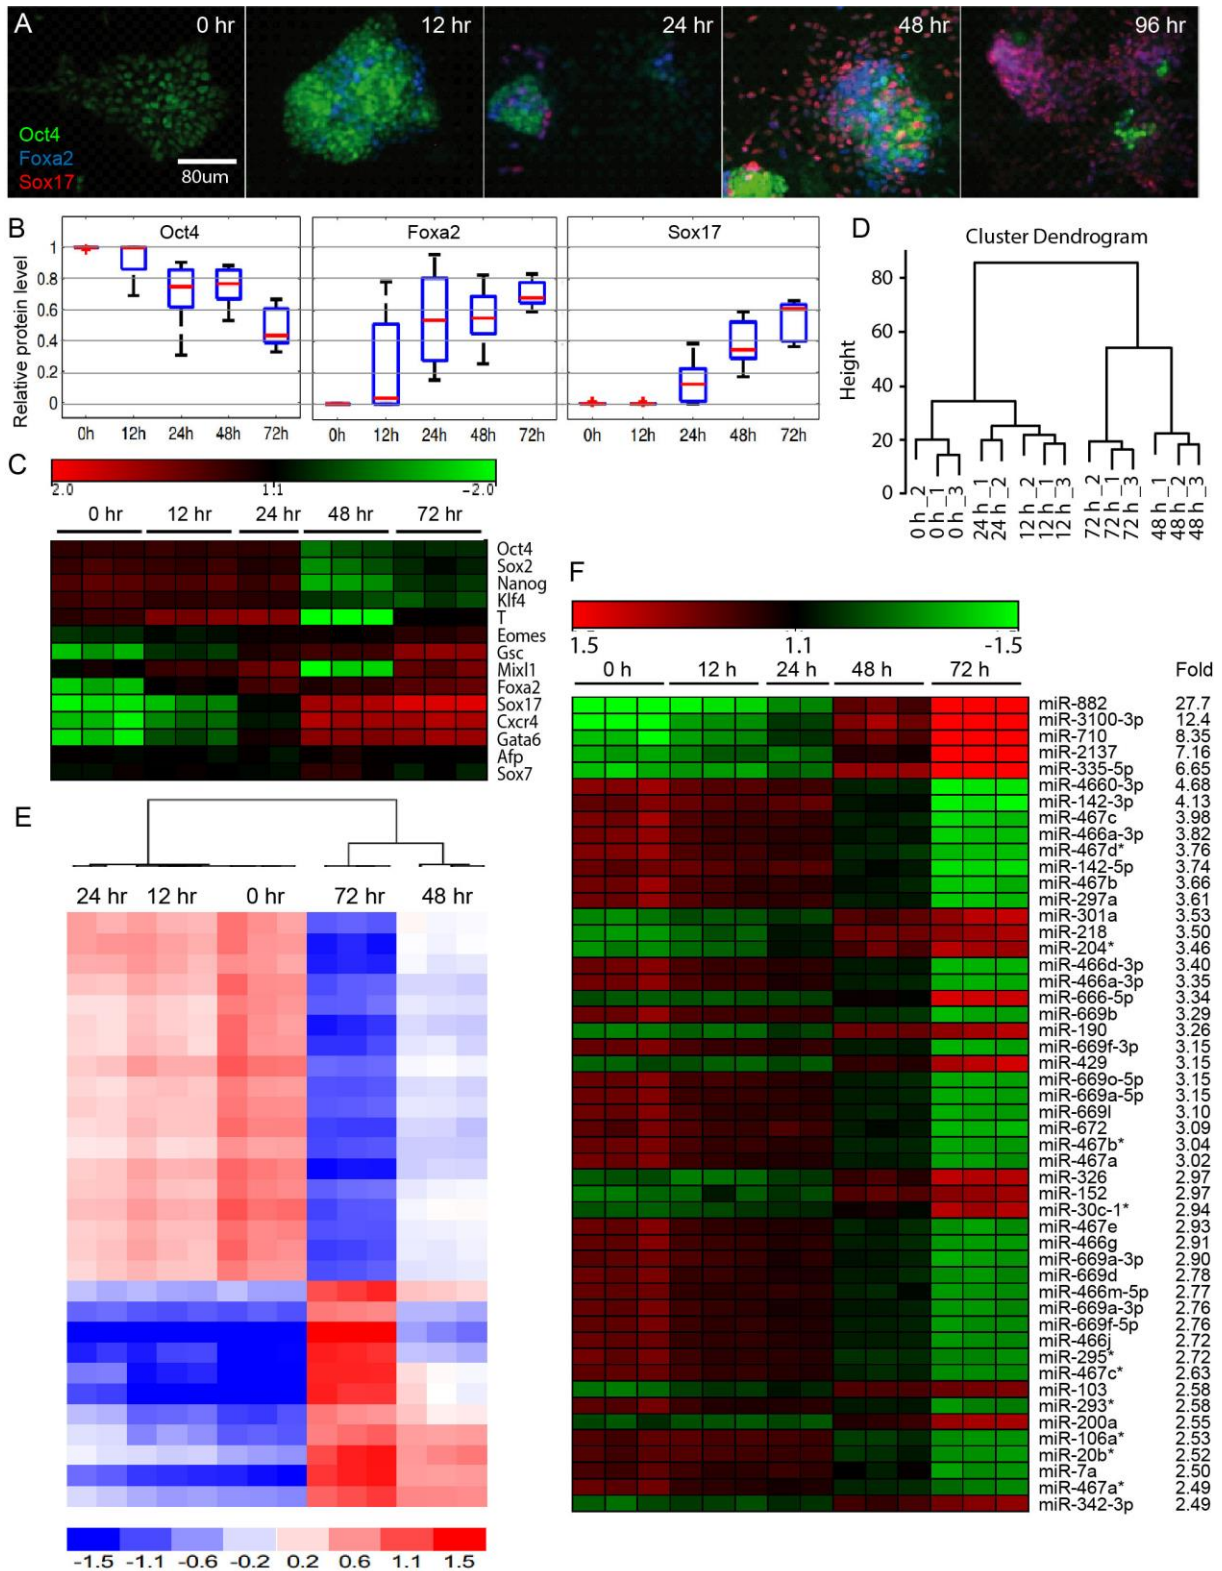 A
0 hr
12 hr
24 hr
48 hr
96 hr
Oct4
Foxa2
Sox17
80um
B
Oct4
Foxa2
Sox17
Relative protein level
1
0.8
0.6
0.4
0.2
0
0h 12h 24h 48h 72h
0h 12h 24h 48h 72h
0h 12h 24h 48h 72h
D
Cluster Dendrogram
Height
80
60
40
20
0
0 h_2
0 h_1
0 h_3
24 h_1
24 h_2
12 h_2
12 h_1
12 h_3
72 h_2
72 h_1
72 h_3
48 h_1
48 h_2
48 h_3
C
2.0 1:1 -2.0
0 hr 12 hr 24 hr 48 hr 72 hr
Oct4
Sox2
Nanog
Klf4
T
Eomes
Gsc
Mixl1
Foxa2
Sox17
Cxcr4
Gata6
Afp
Sox7
E
24 hr 12 hr 0 hr 72 hr 48 hr
-1.5 -1.1 -0.6 -0.2 0.2 0.6 1.1 1.5
F
1.5 1.1 -1.5
0 h 12 h 24 h 48 h 72 h Fold
miR-882 27.7
miR-3100-3p 12.4
miR-710 8.35
miR-2137 7.16
miR-335-5p 6.65
miR-4660-3p 4.68
miR-142-3p 4.13
miR-467c 3.98
miR-466a-3p 3.82
miR-467d* 3.76
miR-142-5p 3.74
miR-467b 3.66
miR-297a 3.61
miR-301a 3.53
miR-218 3.50
miR-204* 3.46
miR-466d-3p 3.40
miR-466a-3p 3.35
miR-666-5p 3.34
miR-669b 3.29
miR-190 3.26
miR-669f-3p 3.15
miR-429 3.15
miR-669o-5p 3.15
miR-669a-5p 3.15
miR-669l 3.10
miR-672 3.09
miR-467b* 3.04
miR-467a 3.02
miR-326 2.97
miR-152 2.97
miR-30c-1* 2.94
miR-467e 2.93
miR-466g 2.91
miR-669a-3p 2.90
miR-669d 2.78
miR-466m-5p 2.77
miR-669a-3p 2.76
miR-669f-5p 2.76
miR-466j 2.72
miR-295* 2.72
miR-467c* 2.63
miR-103 2.58
miR-293* 2.58
miR-200a 2.55
miR-106a* 2.53
miR-20b* 2.52
miR-7a 2.50
miR-467a* 2.49
miR-342-3p 2.49